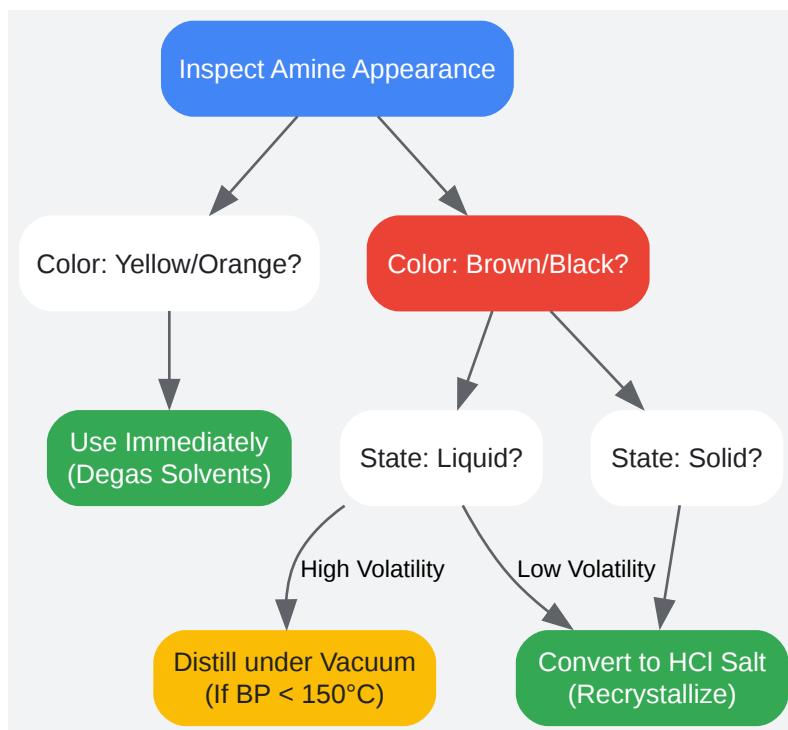 Inspect Amine Appearance
Color: Yellow/Orange?
Color: Brown/Black?
Use Immediately
(Degas Solvents)
State: Liquid?
State: Solid?
High Volatility
Low Volatility
Distill under Vacuum
(If BP < 150°C)
Convert to HCl Salt
(Recrystallize)